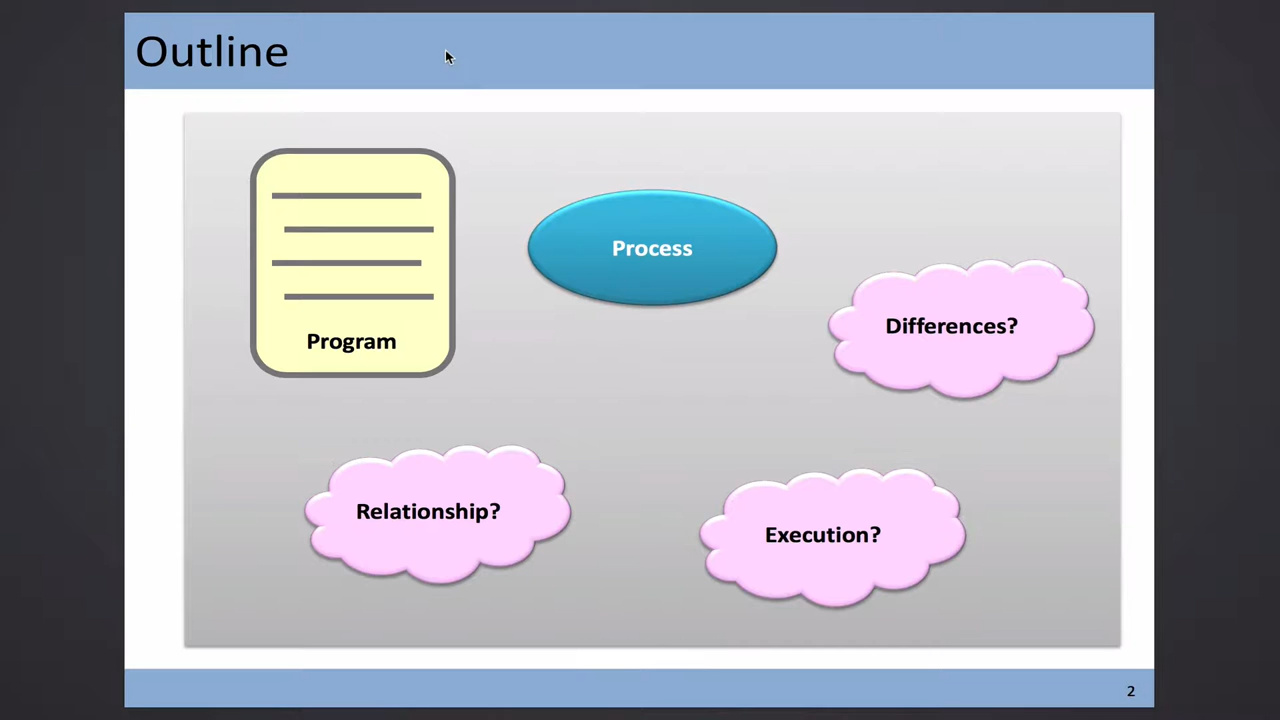 Outline
Process
Differences?
Program
Relationship?
Execution?
2